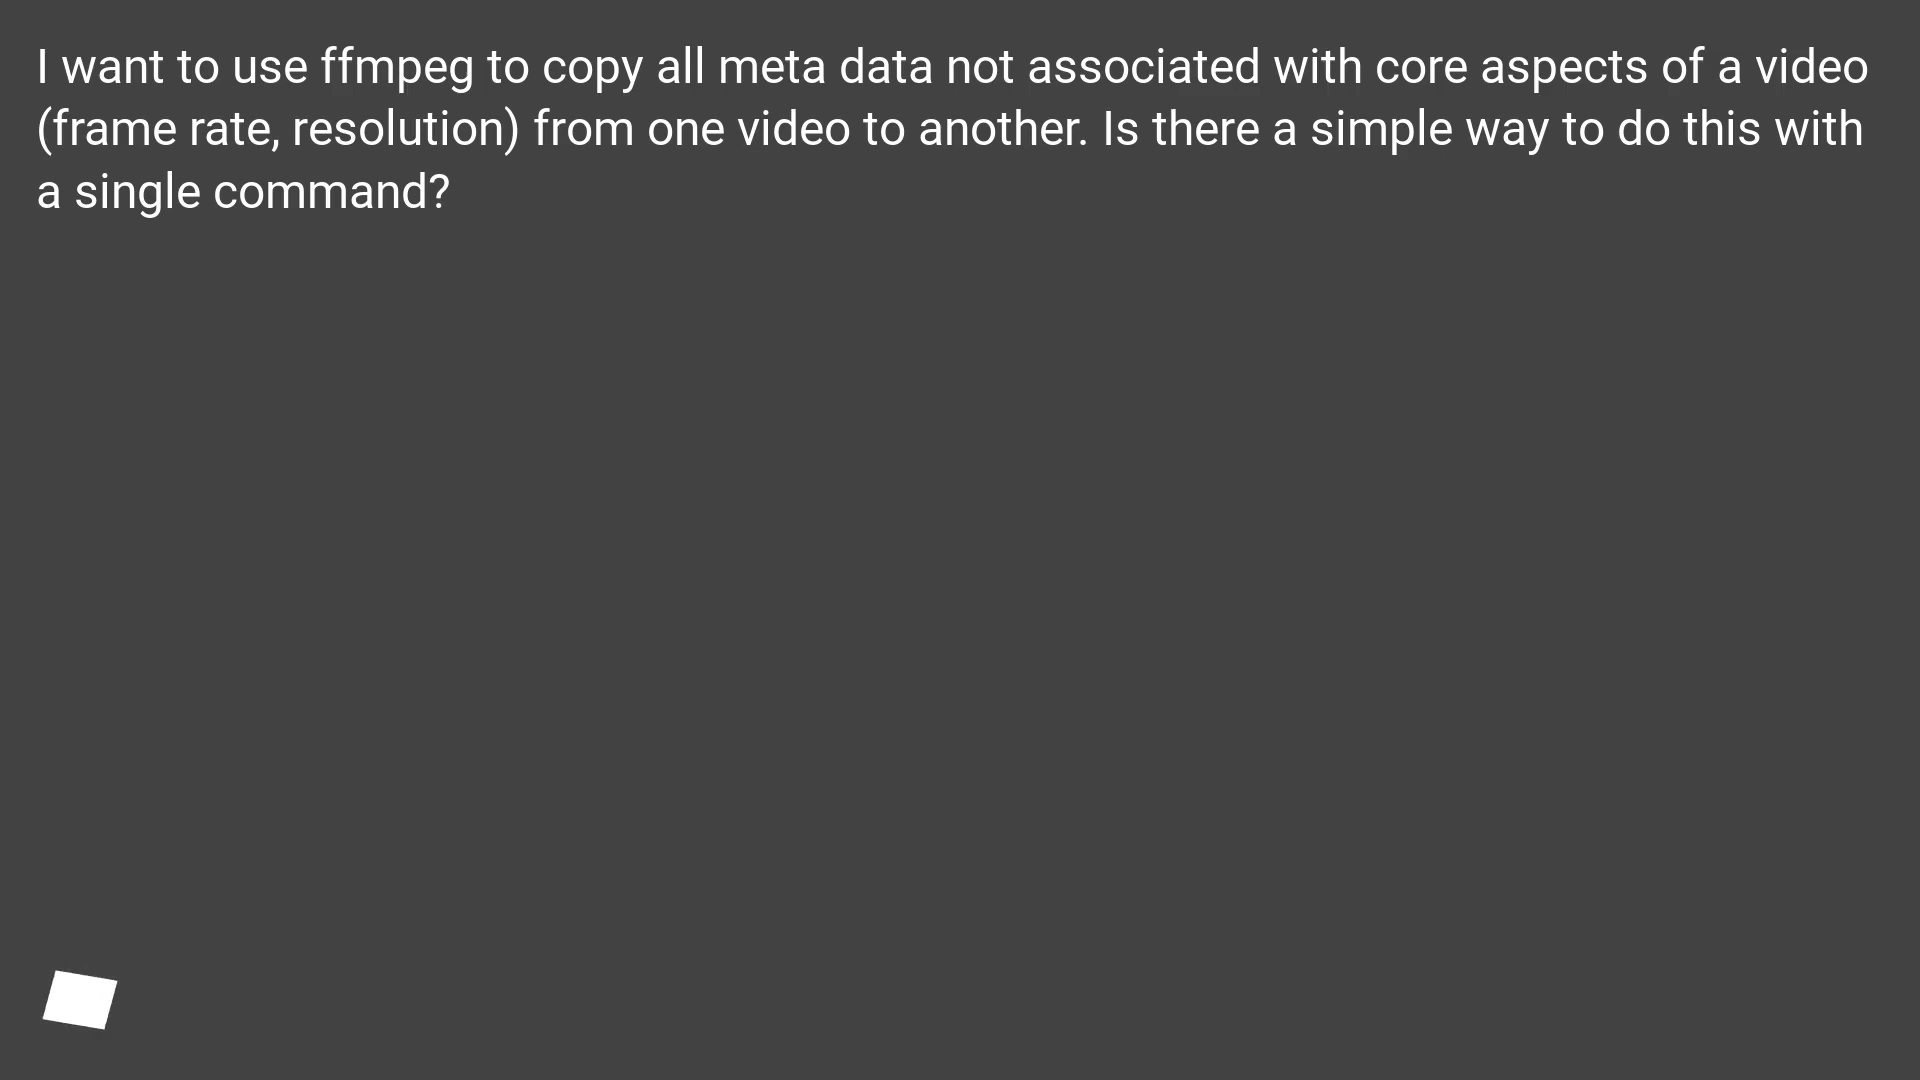 I want to use ffmpeg to copy all meta data not associated with core aspects of a video
(frame rate, resolution) from one video to another. Is there a simple way to do this with
a single command?